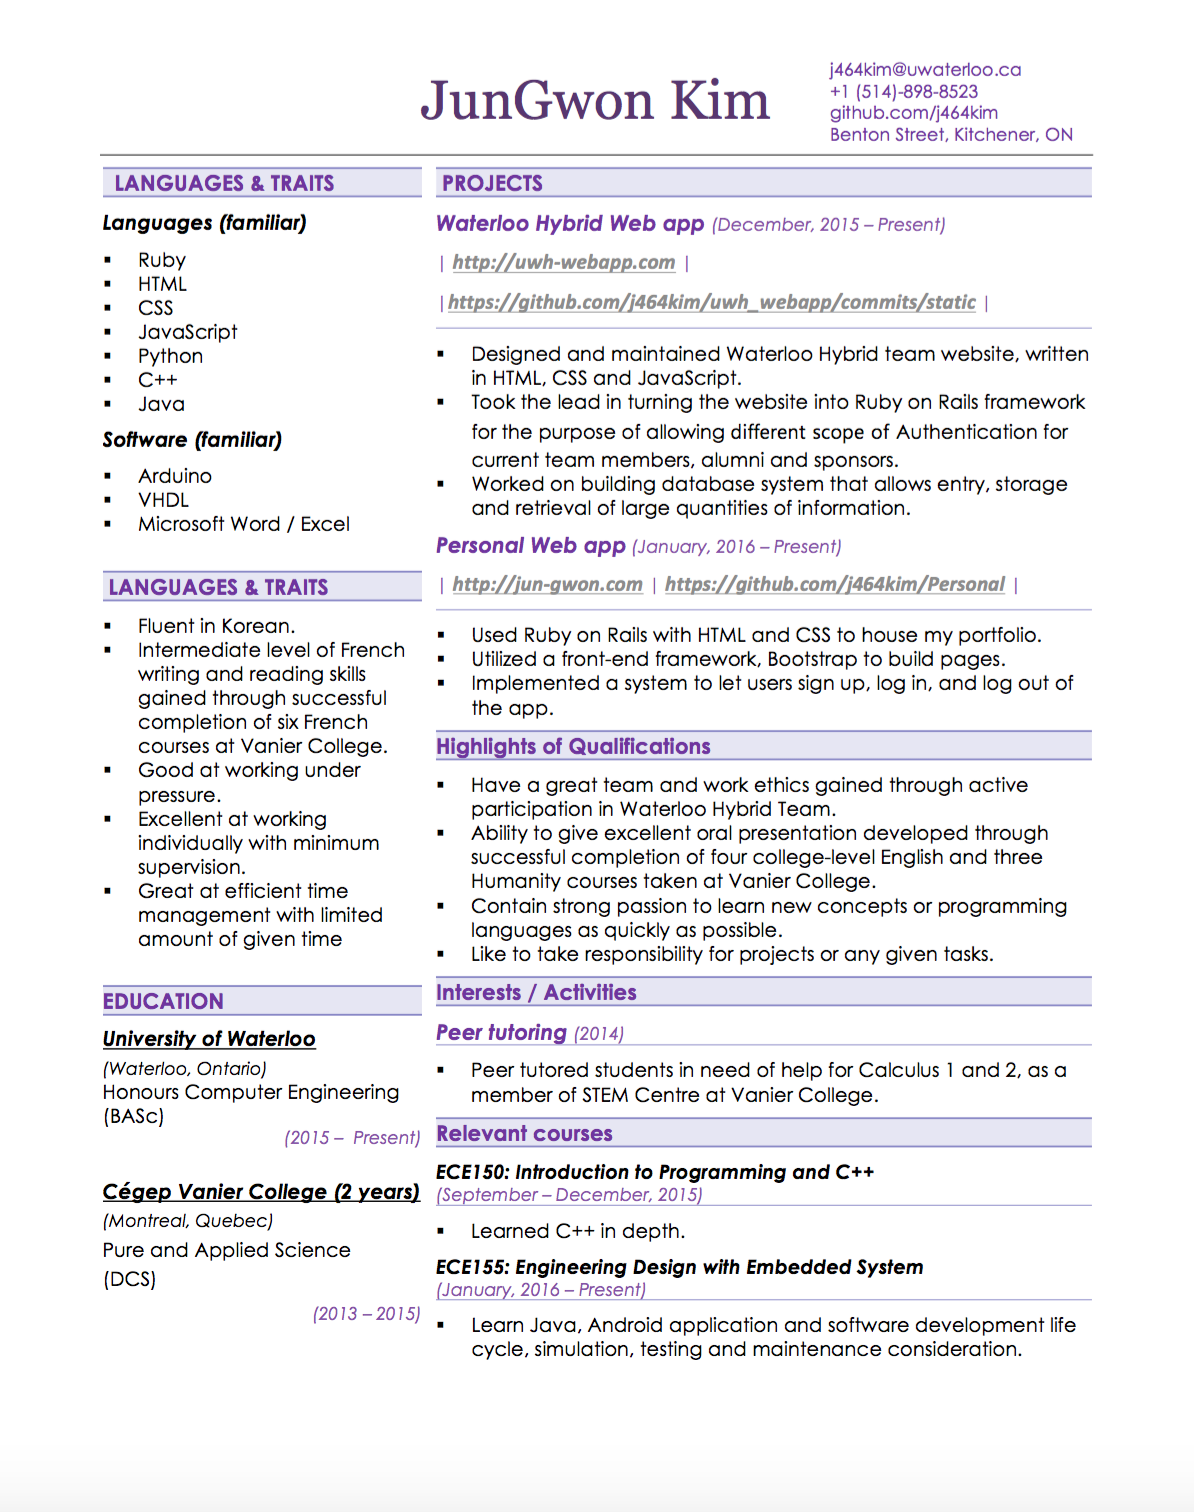 JunGwon Kim
j464kim@uwaterloo.ca
+1 (514)-898-8523
github.com/j464kim
Benton Street, Kitchener, ON
LANGUAGES & TRAITS
Languages (familiar)
▪ Ruby
▪ HTML
▪ CSS
▪ JavaScript
▪ Python
▪ C++
▪ Java
Software (familiar)
▪ Arduino
▪ VHDL
▪ Microsoft Word / Excel
LANGUAGES & TRAITS
▪ Fluent in Korean.
▪ Intermediate level of French
writing and reading skills
gained through successful
completion of six French
courses at Vanier College.
▪ Good at working under
pressure.
▪ Excellent at working
individually with minimum
supervision.
▪ Great at efficient time
management with limited
amount of given time
EDUCATION
University of Waterloo
(Waterloo, Ontario)
Honours Computer Engineering
(BASc)
(2015 – Present)
Cégep Vanier College (2 years)
(Montreal, Quebec)
Pure and Applied Science
(DCS)
(2013 – 2015)
PROJECTS
Waterloo Hybrid Web app (December, 2015 – Present)
| http://uwh-webapp.com |
| https://github.com/j464kim/uwh_webapp/commits/static |
▪ Designed and maintained Waterloo Hybrid team website, written
in HTML, CSS and JavaScript.
▪ Took the lead in turning the website into Ruby on Rails framework
for the purpose of allowing different scope of Authentication for
current team members, alumni and sponsors.
▪ Worked on building database system that allows entry, storage
and retrieval of large quantities of information.
Personal Web app (January, 2016 – Present)
| http://jun-gwon.com | https://github.com/j464kim/Personal |
▪ Used Ruby on Rails with HTML and CSS to house my portfolio.
▪ Utilized a front-end framework, Bootstrap to build pages.
▪ Implemented a system to let users sign up, log in, and log out of
the app.
Highlights of Qualifications
▪ Have a great team and work ethics gained through active
participation in Waterloo Hybrid Team.
▪ Ability to give excellent oral presentation developed through
successful completion of four college-level English and three
Humanity courses taken at Vanier College.
▪ Contain strong passion to learn new concepts or programming
languages as quickly as possible.
▪ Like to take responsibility for projects or any given tasks.
Interests / Activities
Peer tutoring (2014)
▪ Peer tutored students in need of help for Calculus 1 and 2, as a
member of STEM Centre at Vanier College.
Relevant courses
ECE150: Introduction to Programming and C++
(September – December, 2015)
▪ Learned C++ in depth.
ECE155: Engineering Design with Embedded System
(January, 2016 – Present)
▪ Learn Java, Android application and software development life
cycle, simulation, testing and maintenance consideration.